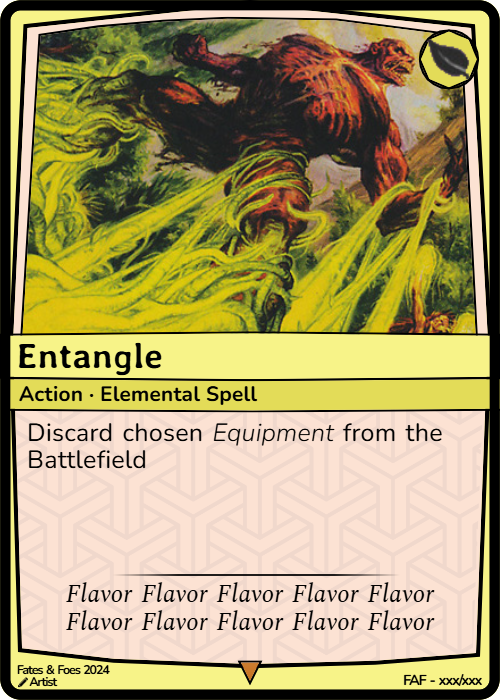 Entangle
Action · Elemental Spell
Discard chosen Equipment from the
Battlefield
Flavor Flavor Flavor Flavor Flavor
Flavor Flavor Flavor Flavor Flavor
Fates & Foes 2024
Artist
FAF - xxx/xxx